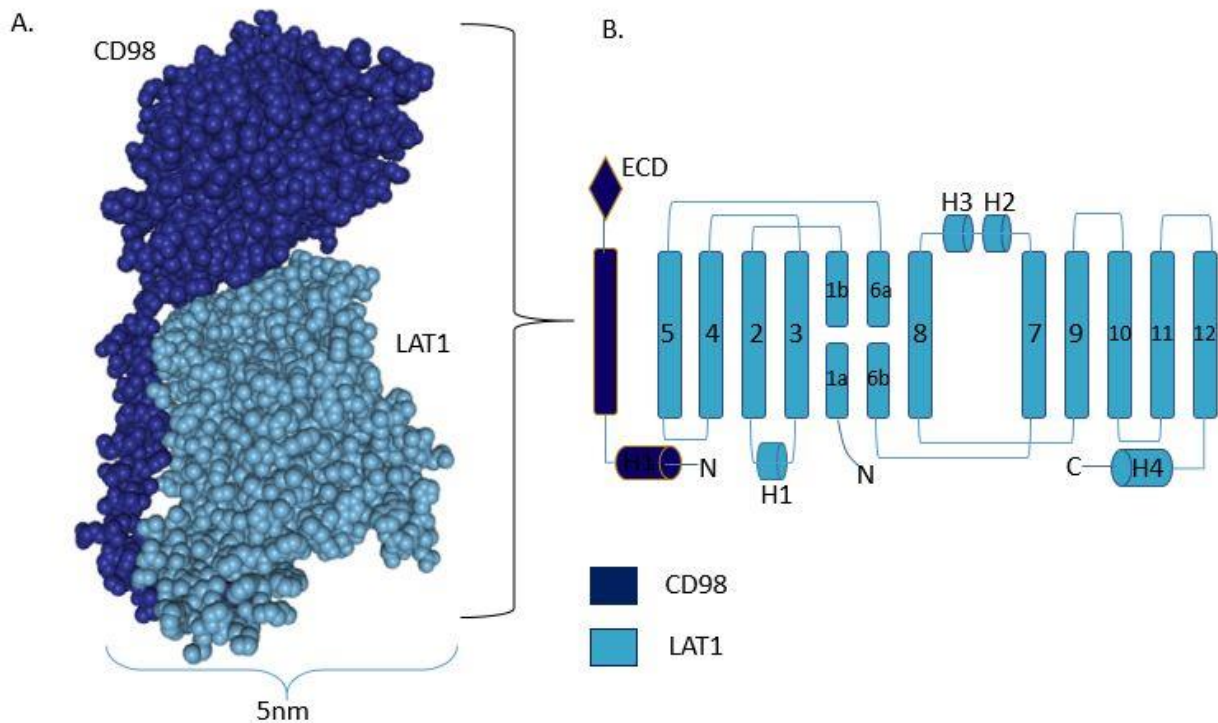 A.
CD98
LAT1
5nm
B.
ECD
H3 H2
1b 6a
5 4 2 3 8 7 9 10 11 12
1a 6b
H1 N
H1
N
C H4
CD98
LAT1